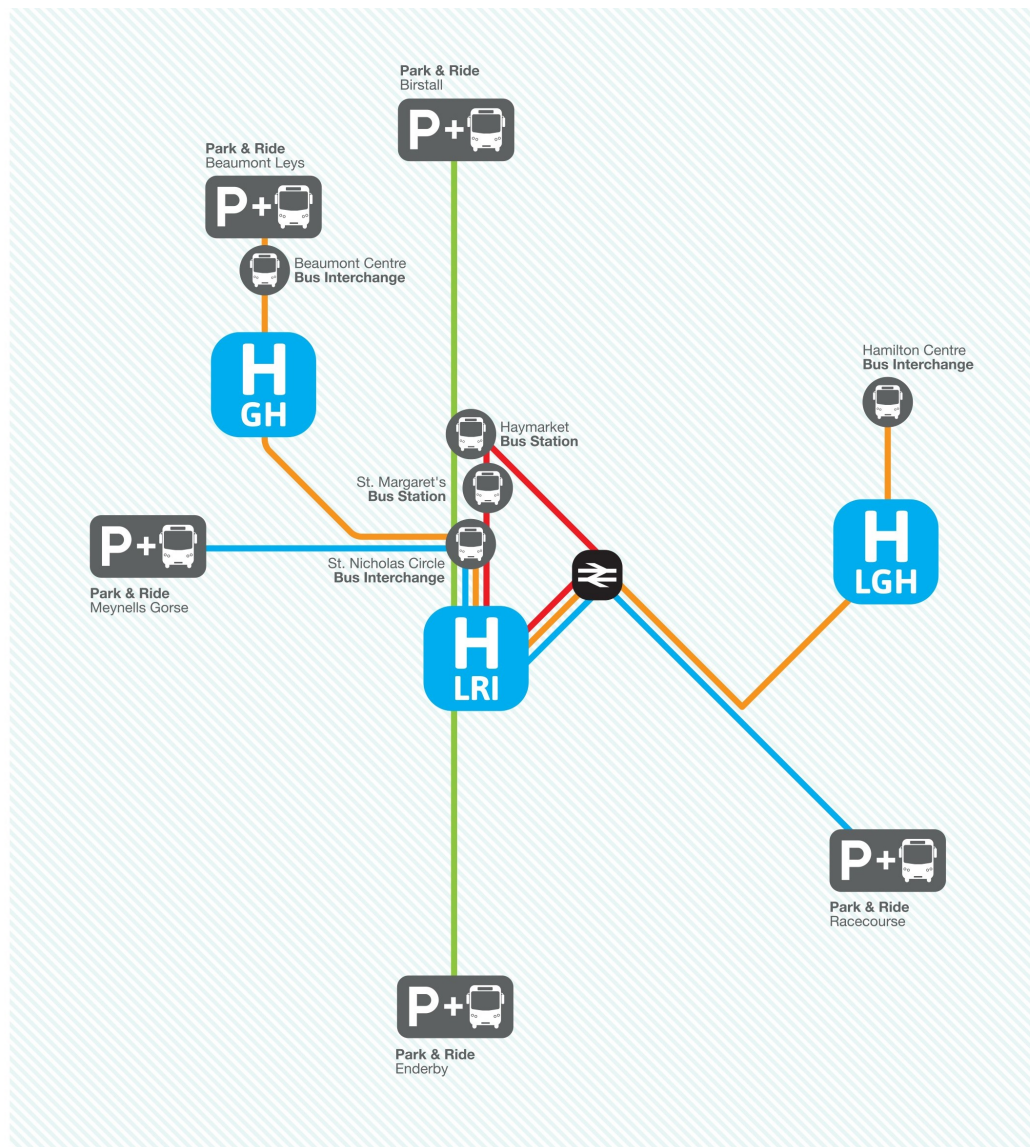 Park & Ride
Birstall
P+
Park & Ride
Beaumont Leys
P+
Beaumont Centre
Bus Interchange
H
GH
Hamilton Centre
Bus Interchange
Haymarket
Bus Station
St. Margaret's
Bus Station
P+
Park & Ride
Meynells Gorse
St. Nicholas Circle
Bus Interchange
H
LGH
H
LRI
P+
Park & Ride
Racecourse
P+
Park & Ride
Enderby